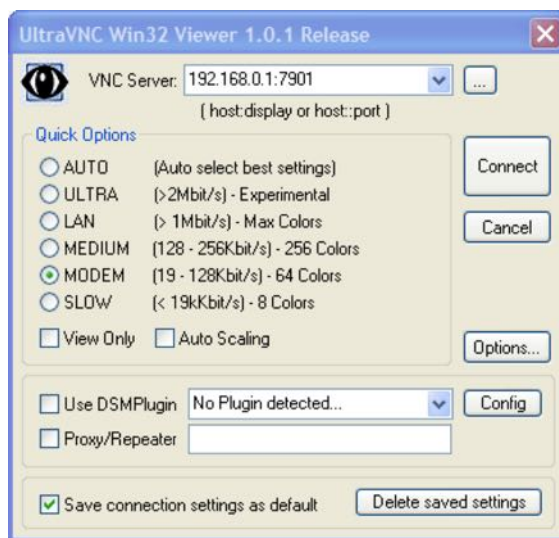 UltraVNC Win32 Viewer 1.0.1 Release
VNC Server: 192.168.0.1:7901 ...
( host:display or host::port )
Quick Options
AUTO (Auto select best settings)
ULTRA (>2Mbit/s) - Experimental
LAN (> 1Mbit/s) - Max Colors
MEDIUM (128 - 256Kbit/s) - 256 Colors
MODEM (19 - 128Kbit/s) - 64 Colors
SLOW (< 19kKbit/s) - 8 Colors
View Only Auto Scaling
Connect
Cancel
Options...
Use DSMPlugin No Plugin detected... Config
Proxy/Repeater
Save connection settings as default Delete saved settings